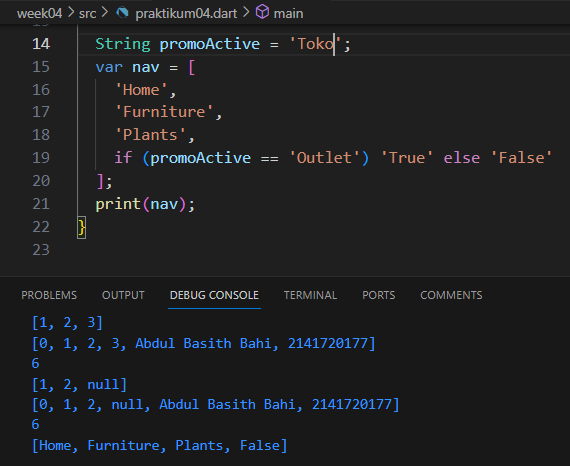 week04 > src > praktikum04.dart > main
14 String promoActive = 'Toko';
15 var nav = [
16 'Home',
17 'Furniture',
18 'Plants',
19 if (promoActive == 'Outlet') 'True' else 'False'
20 ];
21 print(nav);
22 }
23
PROBLEMS OUTPUT DEBUG CONSOLE TERMINAL PORTS COMMENTS
[1, 2, 3]
[0, 1, 2, 3, Abdul Basith Bahi, 2141720177]
6
[1, 2, null]
[0, 1, 2, null, Abdul Basith Bahi, 2141720177]
6
[Home, Furniture, Plants, False]